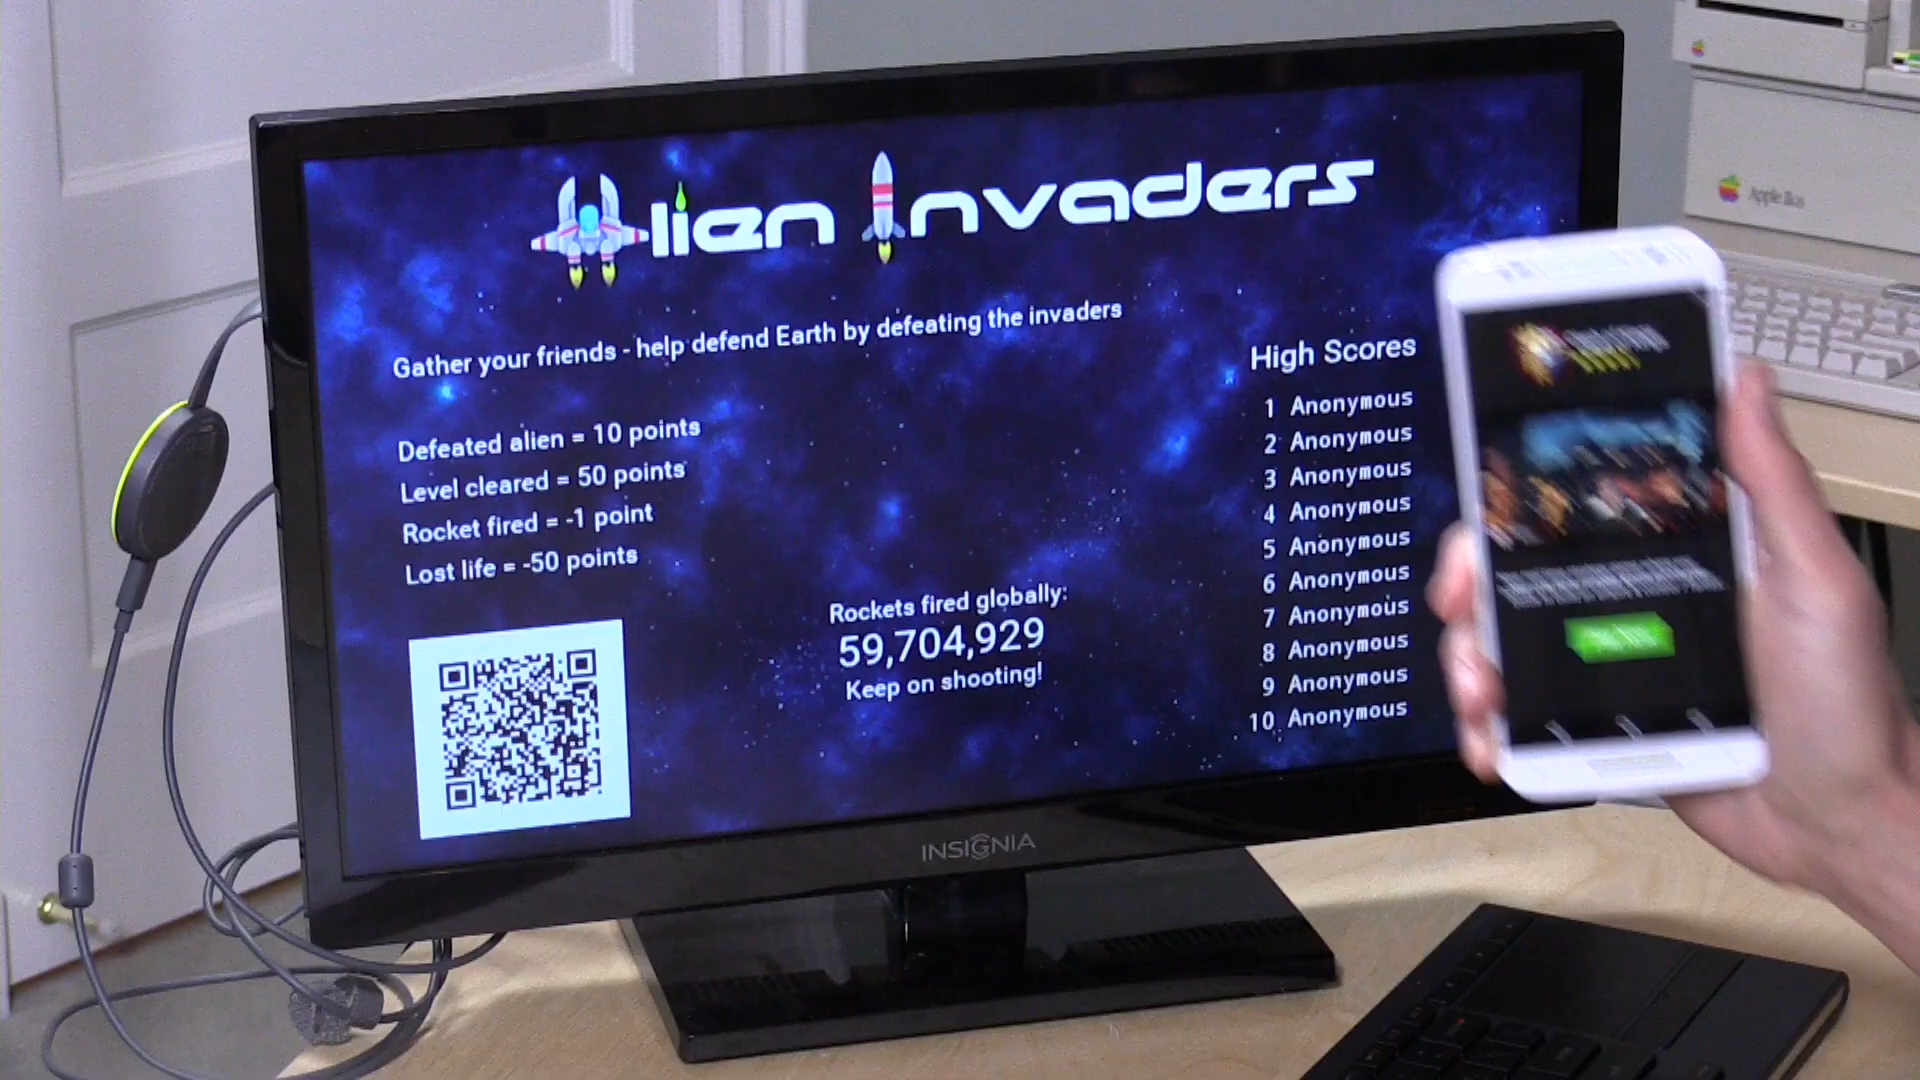 Alien Invaders
Gather your friends - help defend Earth by defeating the invaders
Defeated alien = 10 points
Level cleared = 50 points
Rocket fired = -1 point
Lost life = -50 points
Rockets fired globally:
59,704,929
Keep on shooting!
High Scores
1 Anonymous
2 Anonymous
3 Anonymous
4 Anonymous
5 Anonymous
6 Anonymous
7 Anonymous
8 Anonymous
9 Anonymous
10 Anonymous
INSIGNIA
Apple IIGS